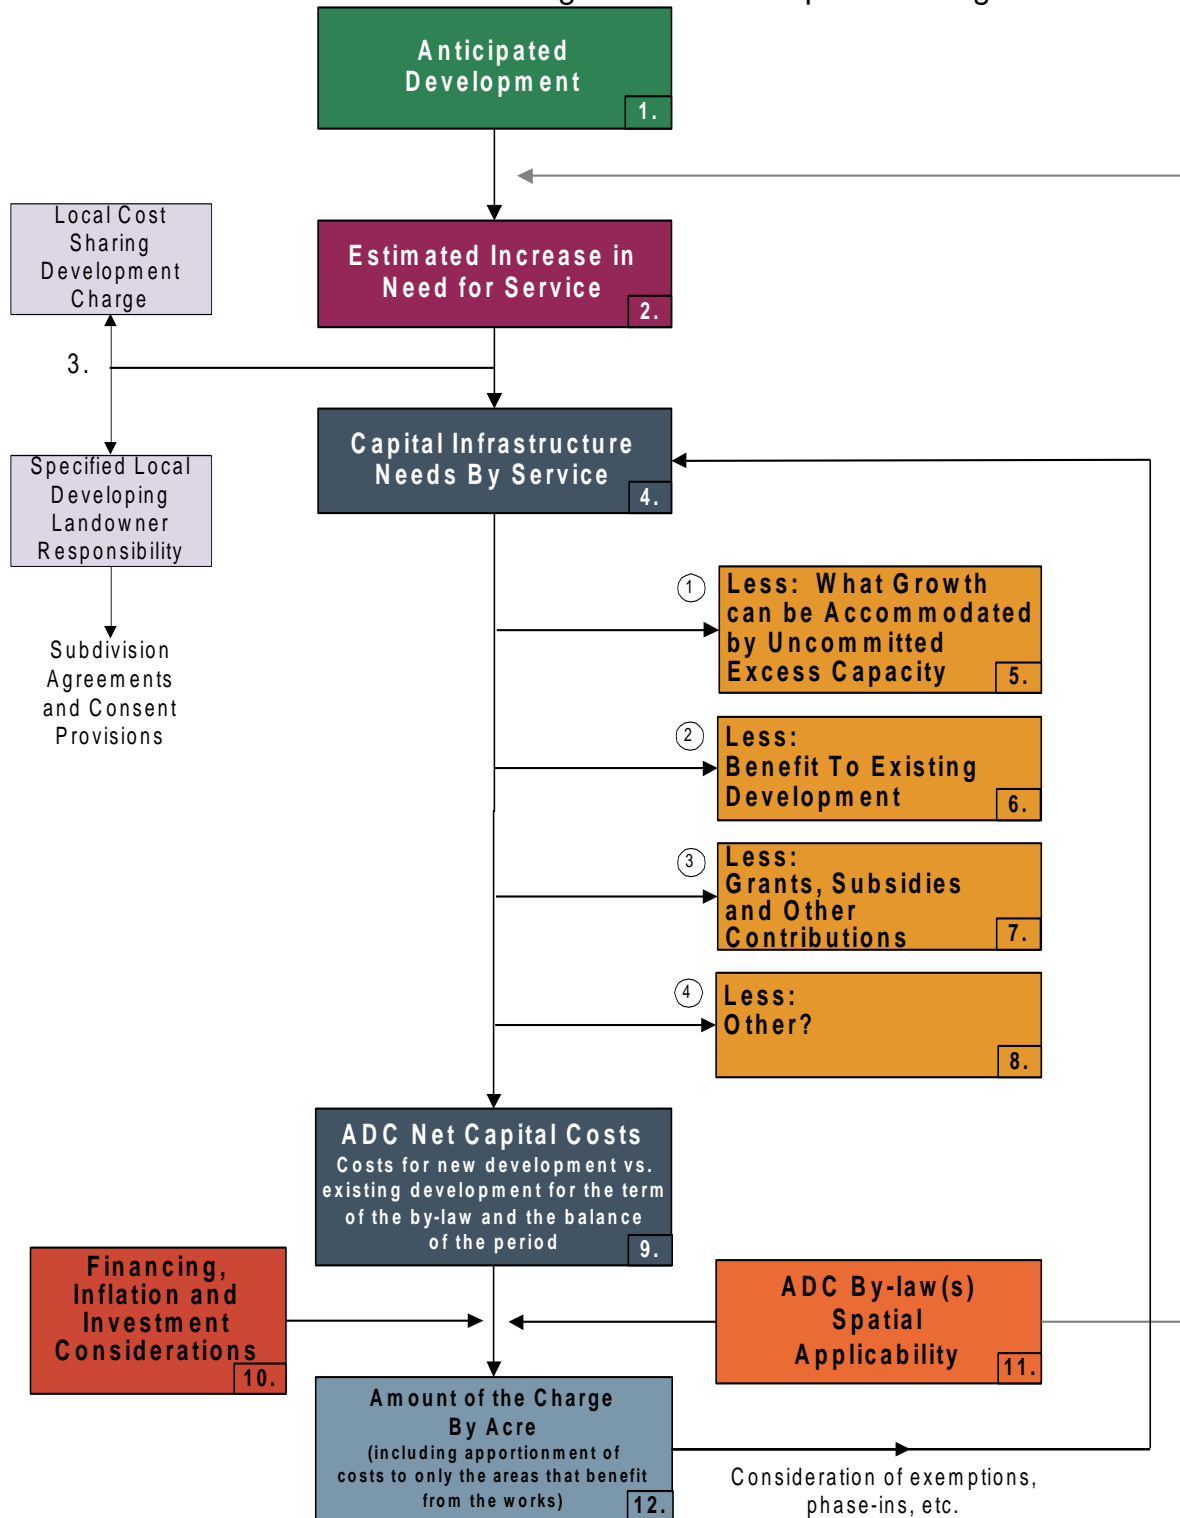 Anticipated
Development
1.
Estimated Increase in
Need for Service
2.
Local Cost
Sharing
Development
Charge
3.
Capital Infrastructure
Needs By Service
4.
Specified Local
Developing
Landowner
Responsibility
Subdivision
Agreements
and Consent
Provisions
1
Less: What Growth
can be Accommodated
by Uncommitted
Excess Capacity
5.
2
Less:
Benefit To Existing
Development
6.
3
Less:
Grants, Subsidies
and Other
Contributions
7.
4
Less:
Other?
8.
ADC Net Capital Costs
Costs for new development vs.
existing development for the term
of the by-law and the balance
of the period
9.
Financing,
Inflation and
Investment
Considerations
10.
ADC By-law(s)
Spatial
Applicability
11.
Amount of the Charge
By Acre
(including apportionment of
costs to only the areas that benefit
from the works)
12.
Consideration of exemptions,
phase-ins, etc.